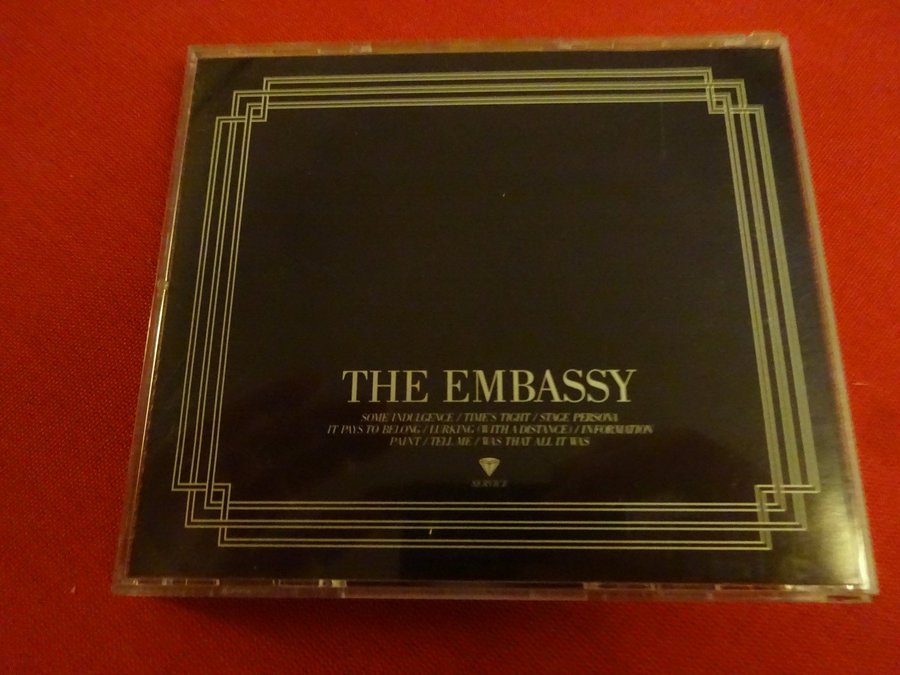 THE EMBASSY
SOME INDULGENCE / TIME'S TIGHT / STAGE PERSONA
IT PAYS TO BELONG / LURKING (WITH A DISTANCE) / INFORMATION
PAINT / TELL ME / WAS THAT ALL IT WAS
SERVICE